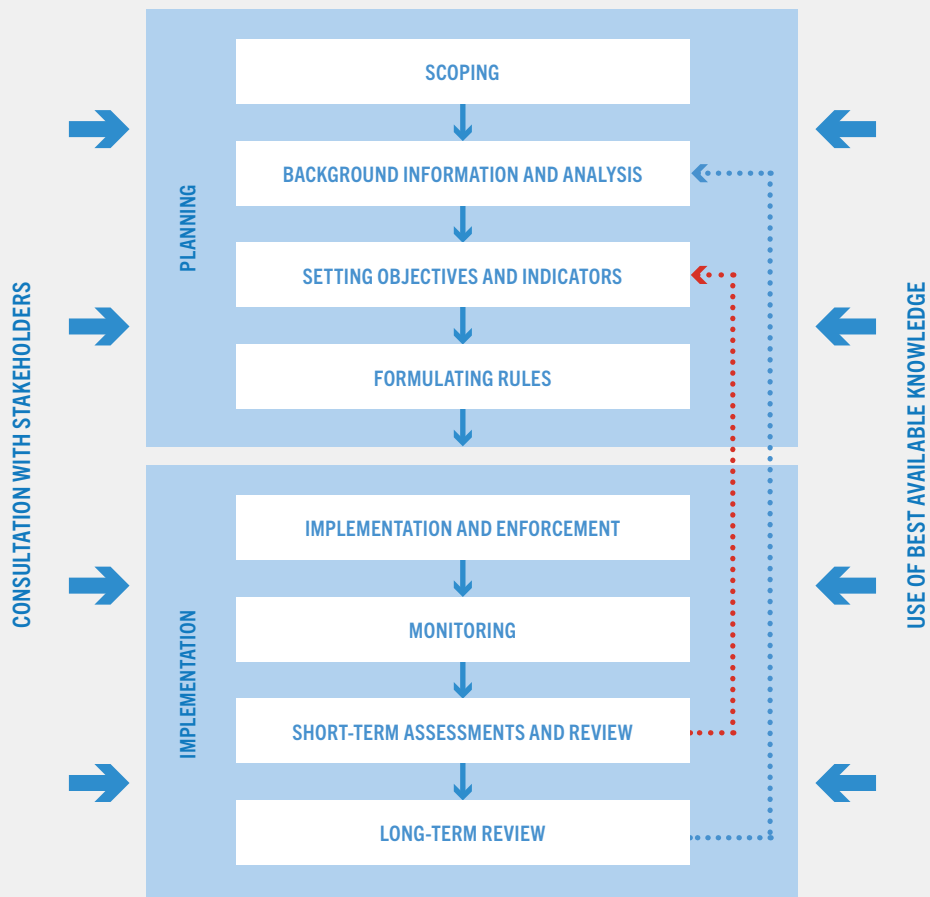 CONSULTATION WITH STAKEHOLDERS
PLANNING
SCOPING
BACKGROUND INFORMATION AND ANALYSIS
SETTING OBJECTIVES AND INDICATORS
FORMULATING RULES
IMPLEMENTATION
IMPLEMENTATION AND ENFORCEMENT
MONITORING
SHORT-TERM ASSESSMENTS AND REVIEW
LONG-TERM REVIEW
USE OF BEST AVAILABLE KNOWLEDGE